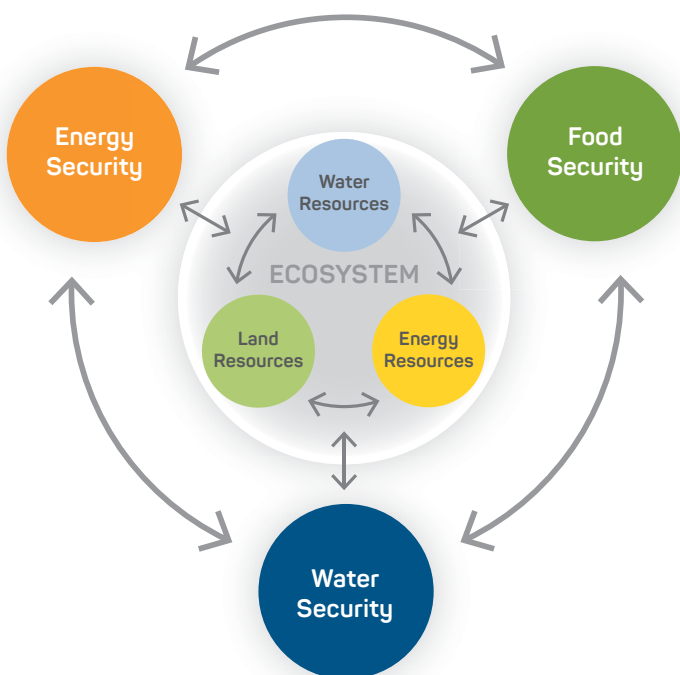 Energy
Security
Food
Security
Water
Resources
ECOSYSTEM
Land
Resources
Energy
Resources
Water
Security